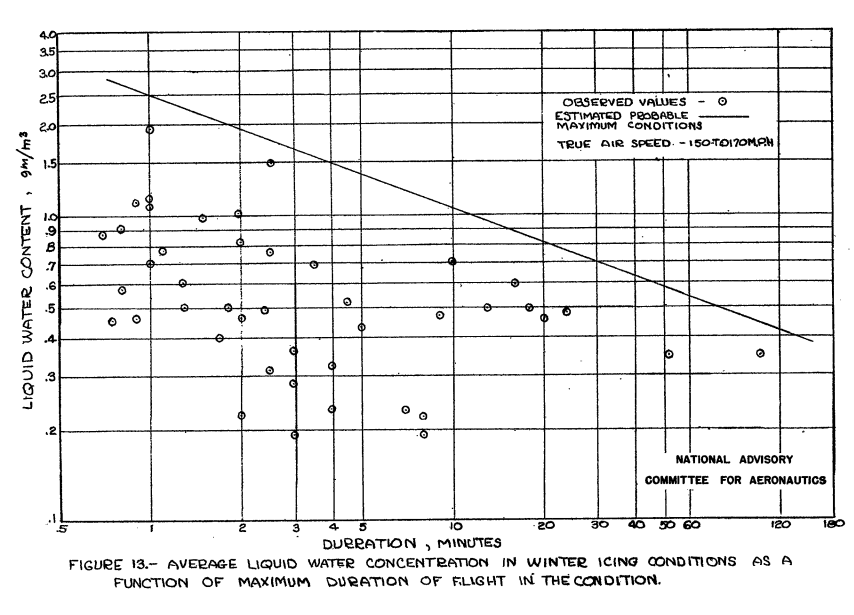 4.0
3.5
3.0
2.5
2.0
1.5
1.0
.9
.8
.7
.6
.5
.4
.3
.2
.1
LIQUID WATER CONTENT, gm/m³
OBSERVED VALUES - ⊙
ESTIMATED PROBABLE
MAXIMUM CONDITIONS
TRUE AIR SPEED - 150-TO170M.P.H
NATIONAL ADVISORY
COMMITTEE FOR AERONAUTICS
.5 1 2 3 4 5 10 20 30 40 50 60 120 180
DURRATION, MINUTES
FIGURE 13.- AVERAGE LIQUID WATER CONCENTRATION IN WINTER ICING CONDITIONS AS A
FUNCTION OF MAXIMUM DURATION OF FLIGHT IN THE CONDITION.